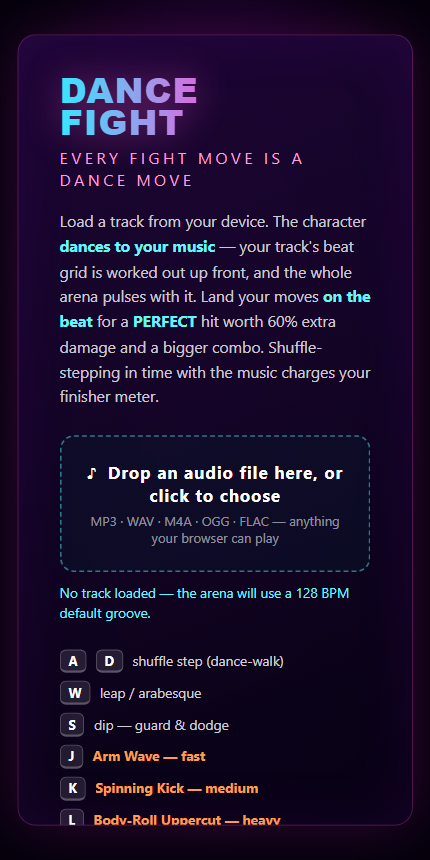 DANCE
FIGHT
EVERY FIGHT MOVE IS A
DANCE MOVE
Load a track from your device. The character
dances to your music — your track's beat
grid is worked out up front, and the whole
arena pulses with it. Land your moves on the
beat for a PERFECT hit worth 60% extra
damage and a bigger combo. Shuffle-
stepping in time with the music charges your
finisher meter.
♪ Drop an audio file here, or
click to choose
MP3 · WAV · M4A · OGG · FLAC — anything
your browser can play
No track loaded — the arena will use a 128 BPM
default groove.
A D shuffle step (dance-walk)
W leap / arabesque
S dip — guard & dodge
J Arm Wave — fast
K Spinning Kick — medium
L Body-Roll Uppercut — heavy